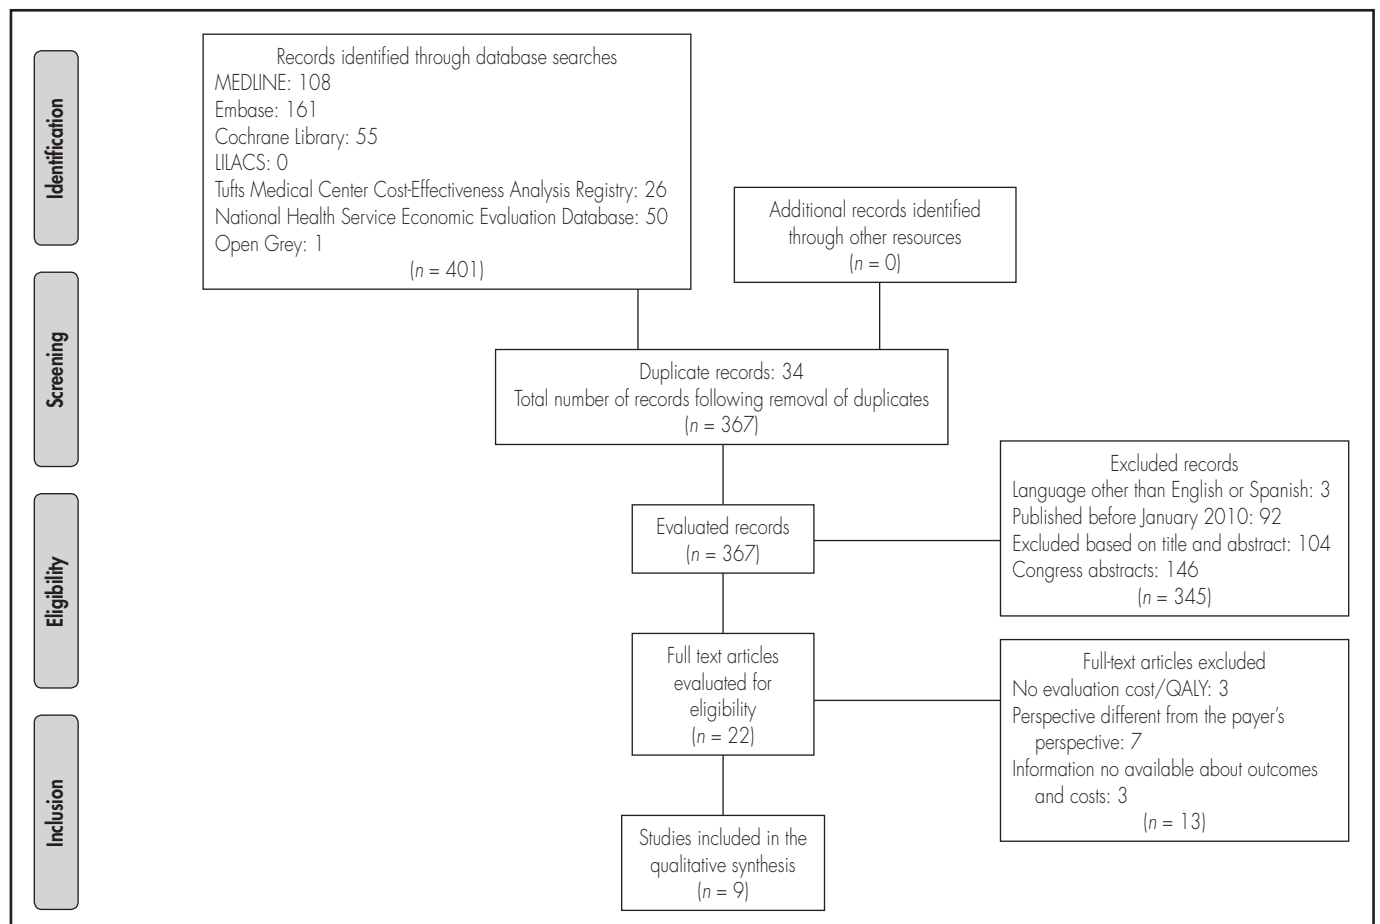 Identification
Records identified through database searches
MEDLINE: 108
Embase: 161
Cochrane Library: 55
LILACS: 0
Tufts Medical Center Cost-Effectiveness Analysis Registry: 26
National Health Service Economic Evaluation Database: 50
Open Grey: 1
(n = 401)
Additional records identified
through other resources
(n = 0)
Screening
Duplicate records: 34
Total number of records following removal of duplicates
(n = 367)
Eligibility
Evaluated records
(n = 367)
Excluded records
Language other than English or Spanish: 3
Published before January 2010: 92
Excluded based on title and abstract: 104
Congress abstracts: 146
(n = 345)
Full text articles
evaluated for
eligibility
(n = 22)
Full-text articles excluded
No evaluation cost/QALY: 3
Perspective different from the payer's
perspective: 7
Information no available about outcomes
and costs: 3
(n = 13)
Inclusion
Studies included in the
qualitative synthesis
(n = 9)